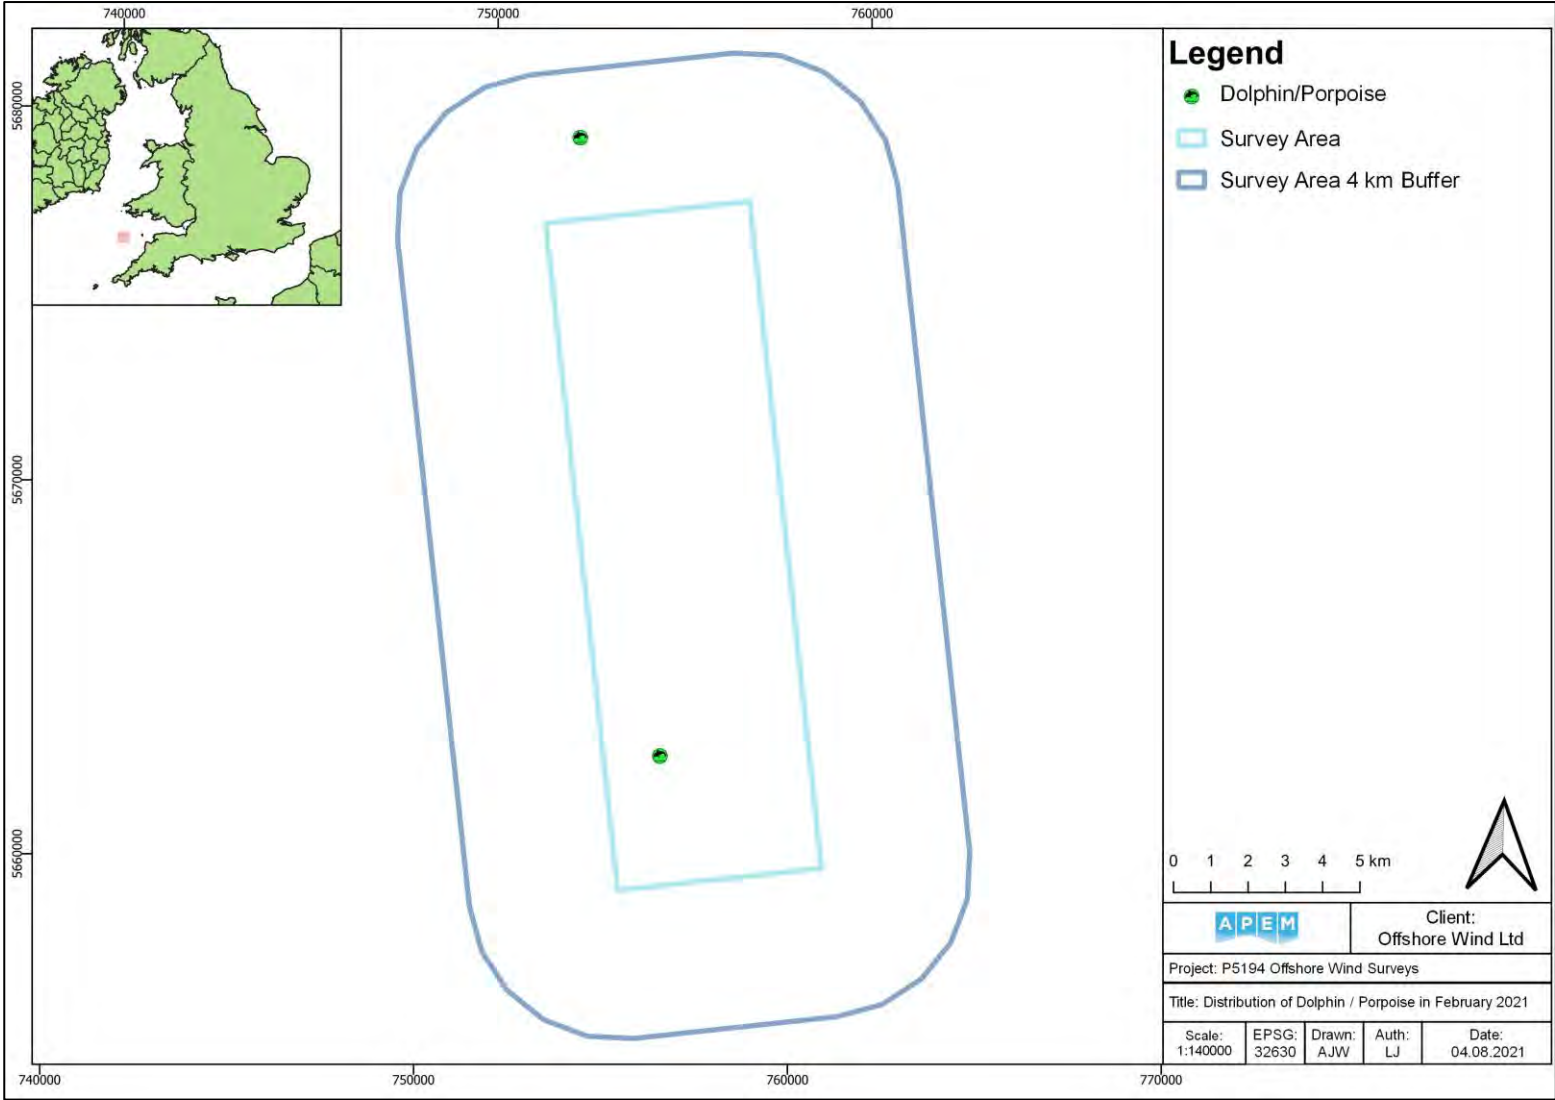 740000
750000
760000
5680000
5670000
5660000
740000
750000
760000
770000
Legend
Dolphin/Porpoise
Survey Area
Survey Area 4 km Buffer
0 1 2 3 4 5 km
APEM
Client:
Offshore Wind Ltd
Project: P5194 Offshore Wind Surveys
Title: Distribution of Dolphin / Porpoise in February 2021
Scale:
1:140000
EPSG:
32630
Drawn:
AJW
Auth:
LJ
Date:
04.08.2021